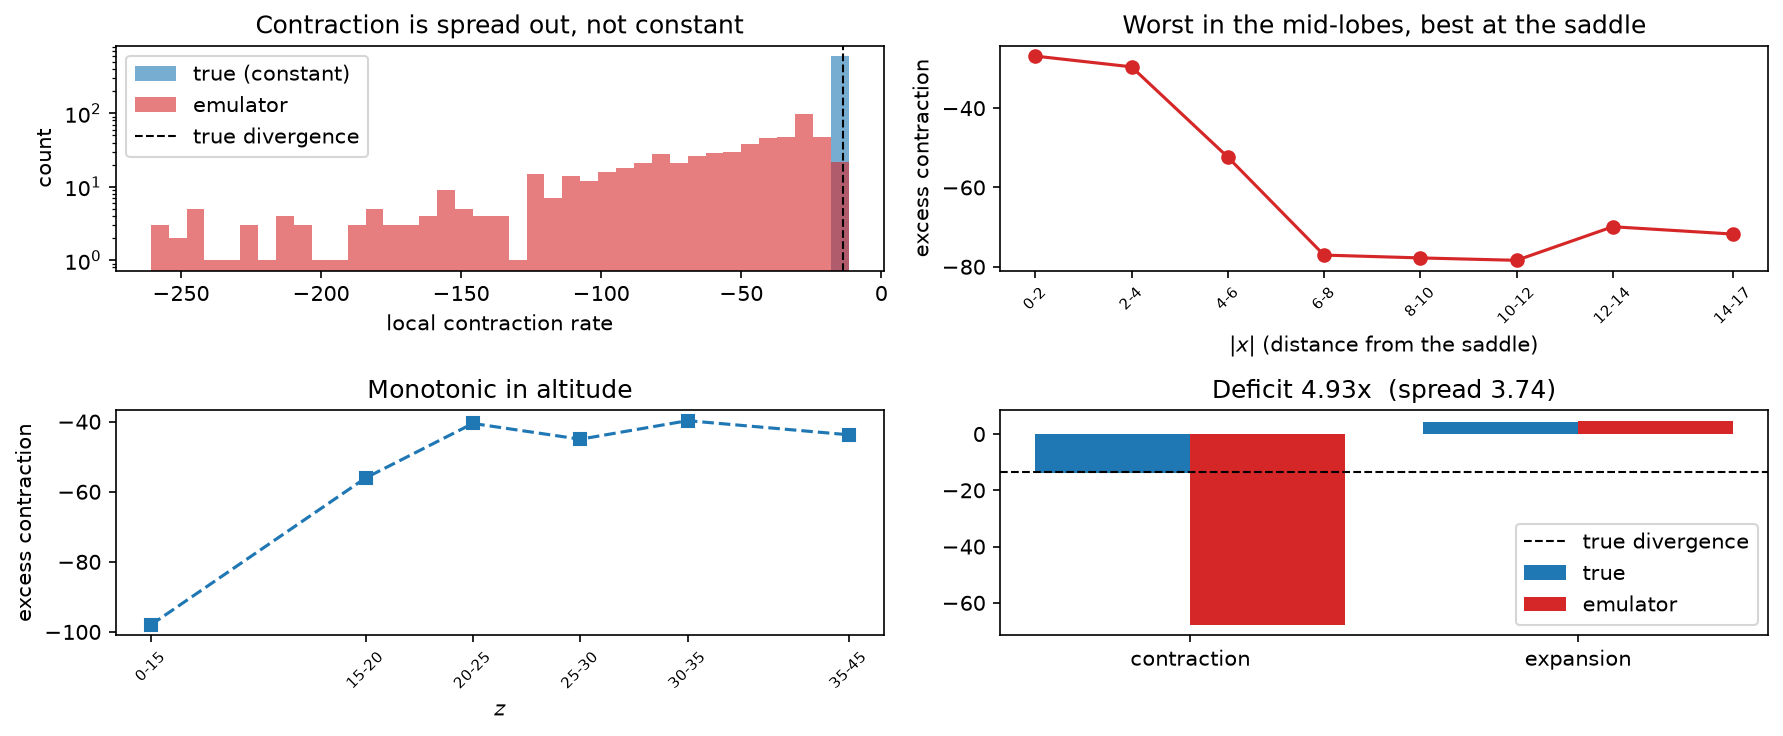 Contraction is spread out, not constant
count
10²
10¹
10⁰
true (constant)
emulator
true divergence
−250
−200
−150
−100
−50
0
local contraction rate
Worst in the mid-lobes, best at the saddle
excess contraction
−40
−60
−80
0-2
2-4
4-6
6-8
8-10
10-12
12-14
14-17
|x| (distance from the saddle)
Monotonic in altitude
excess contraction
−40
−60
−80
−100
0-15
15-20
20-25
25-30
30-35
35-45
z
Deficit 4.93x (spread 3.74)
0
−20
−40
−60
true divergence
true
emulator
contraction
expansion